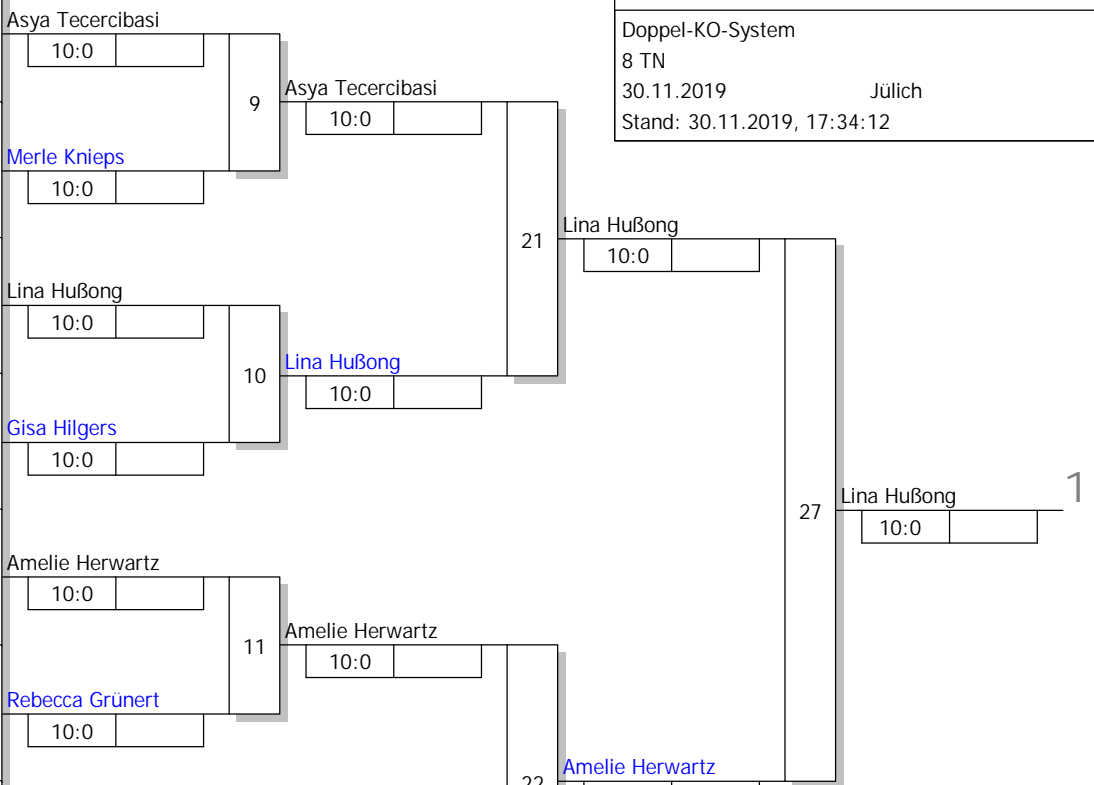 Asya Tecercibasi
10:0
9
Merle Knieps
10:0
Asya Tecercibasi
10:0
Doppel-KO-System
8 TN
30.11.2019 Jülich
Stand: 30.11.2019, 17:34:12
Lina Hußong
10:0
10
Gisa Hilgers
10:0
Lina Hußong
10:0
21
Lina Hußong
10:0
Amelie Herwartz
10:0
11
Rebecca Grünert
10:0
Amelie Herwartz
10:0
22
Amelie Herwartz
27
Lina Hußong
10:0
1